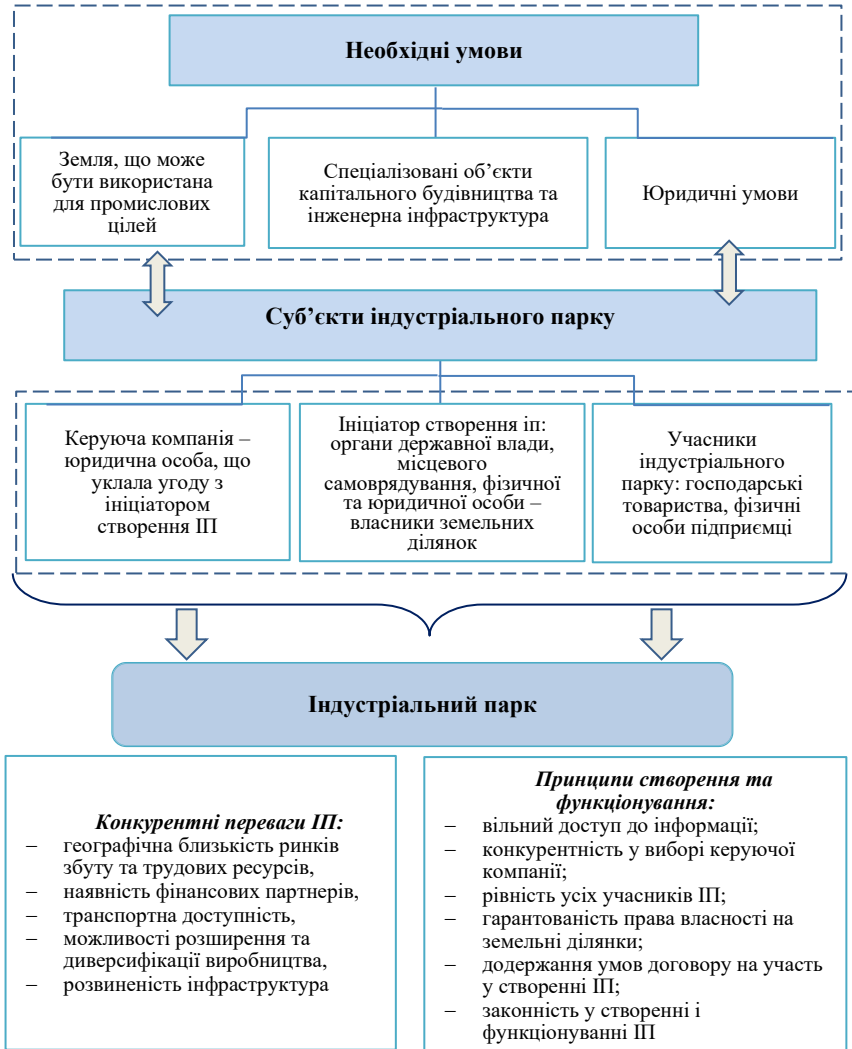 Необхідні умови
Земля, що може
бути використана
для промислових
цілей
Спеціалізовані об’єкти
капітального будівництва та
інженерна інфраструктура
Юридичні умови
Суб’єкти індустріального парку
Керуюча компанія –
юридична особа, що
уклала угоду з
ініціатором
створення ІП
Ініціатор створення іп:
органи державної влади,
місцевого
самоврядування, фізичної
та юридичної особи –
власники земельних
ділянок
Учасники
індустріального
парку: господарські
товариства, фізичні
особи підприємці
Індустріальний парк
Конкурентні переваги ІП:
– географічна близькість ринків
збуту та трудових ресурсів,
– наявність фінансових партнерів,
– транспортна доступність,
– можливості розширення та
диверсифікації виробництва,
– розвиненість інфраструктура
Принципи створення та
функціонування:
– вільний доступ до інформації;
– конкурентність у виборі керуючої
компанії;
– рівність усіх учасників ІП;
– гарантованість права власності на
земельні ділянки;
– додержання умов договору на участь
у створенні ІП;
– законність у створенні і
функціонуванні ІП